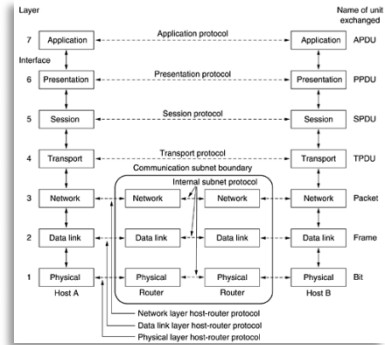 Layer
Name of unit
exchanged
7 Application Application protocol Application APDU
Interface
6 Presentation Presentation protocol Presentation PPDU
5 Session Session protocol Session SPDU
4 Transport Transport protocol Transport TPDU
Communication subnet boundary
Internal subnet protocol
3 Network Network Network Network Packet
2 Data link Data link Data link Data link Frame
1 Physical Physical Physical Physical Bit
Host A Router Router Host B
Network layer host-router protocol
Data link layer host-router protocol
Physical layer host-router protocol